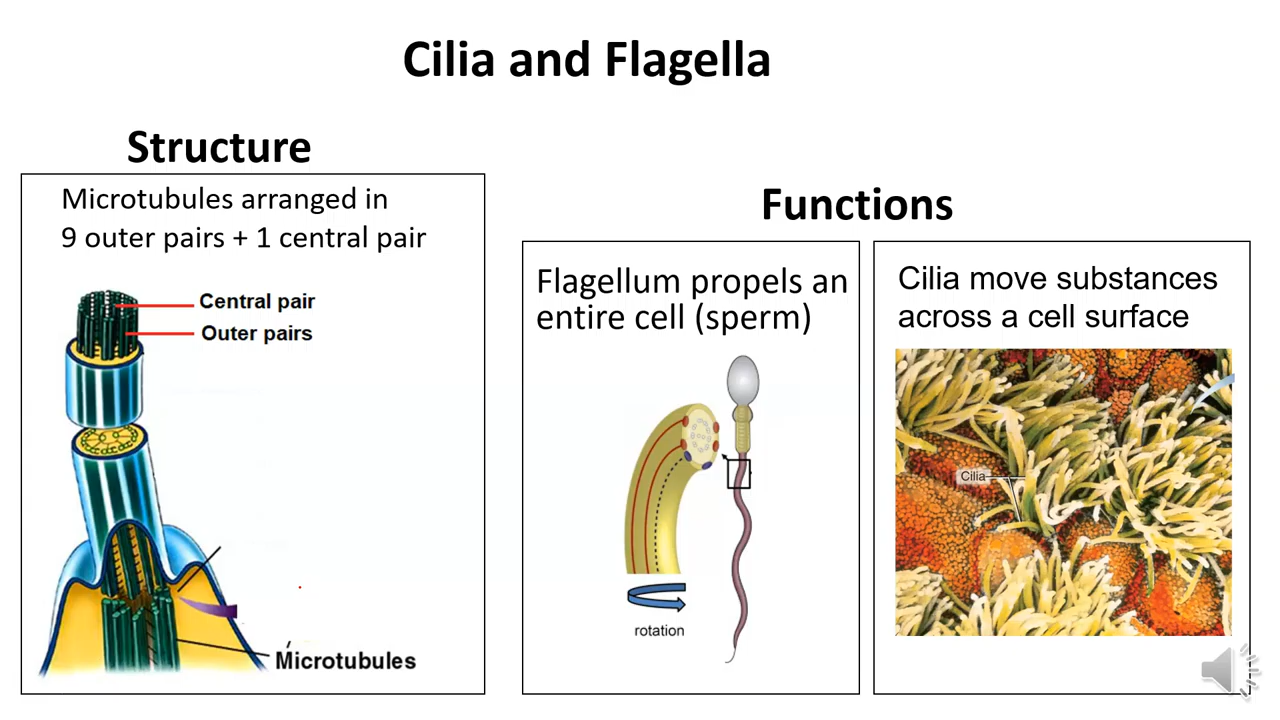 Cilia and Flagella
Structure
Microtubules arranged in
9 outer pairs + 1 central pair
Central pair
Outer pairs
Microtubules
Functions
Flagellum propels an
entire cell (sperm)
rotation
Cilia move substances
across a cell surface
Cilia